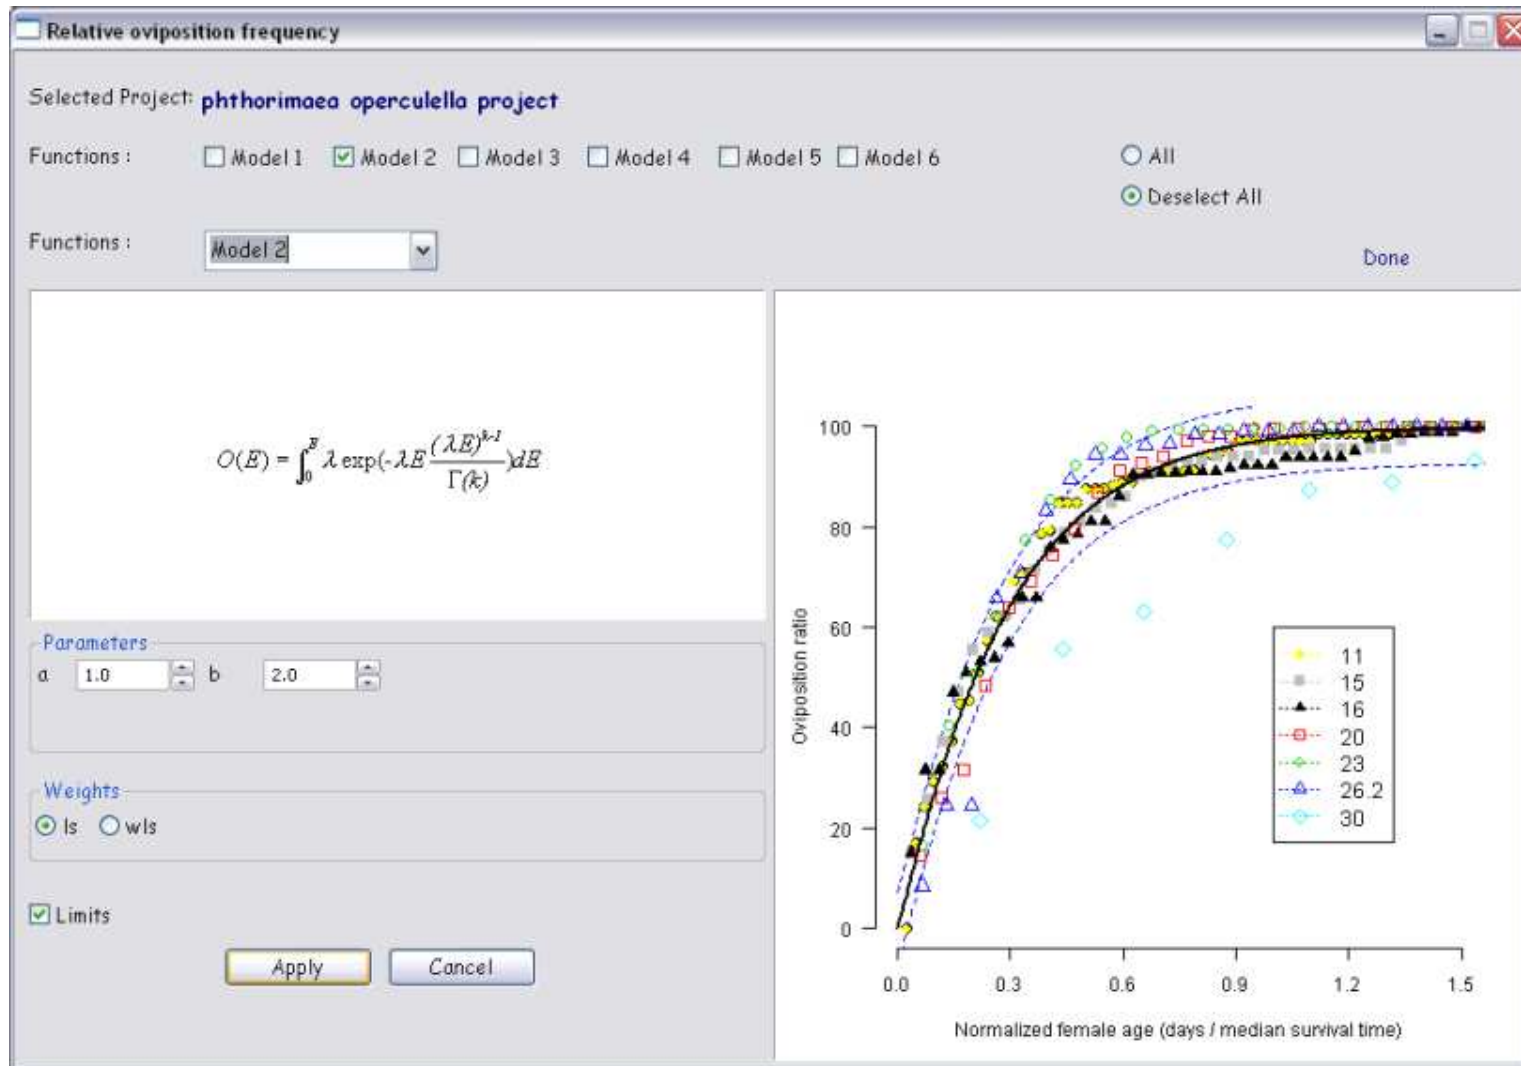 Relative oviposition frequency
Selected Project: phthorimaea operculella project
Functions : Model 1 Model 2 Model 3 Model 4 Model 5 Model 6 All
Deselect All
Functions : Model 2
Done
O(E) = ∫₀ᴱ λ exp(-λE (λE)^{k-1} / Γ(k)) dE
Parameters
a 1.0 b 2.0
Weights
ls wls
Limits
Apply Cancel
Oviposition ratio
100
80
60
40
20
0
11
15
16
20
23
26.2
30
0.0 0.3 0.6 0.9 1.2 1.5
Normalized female age (days / median survival time)